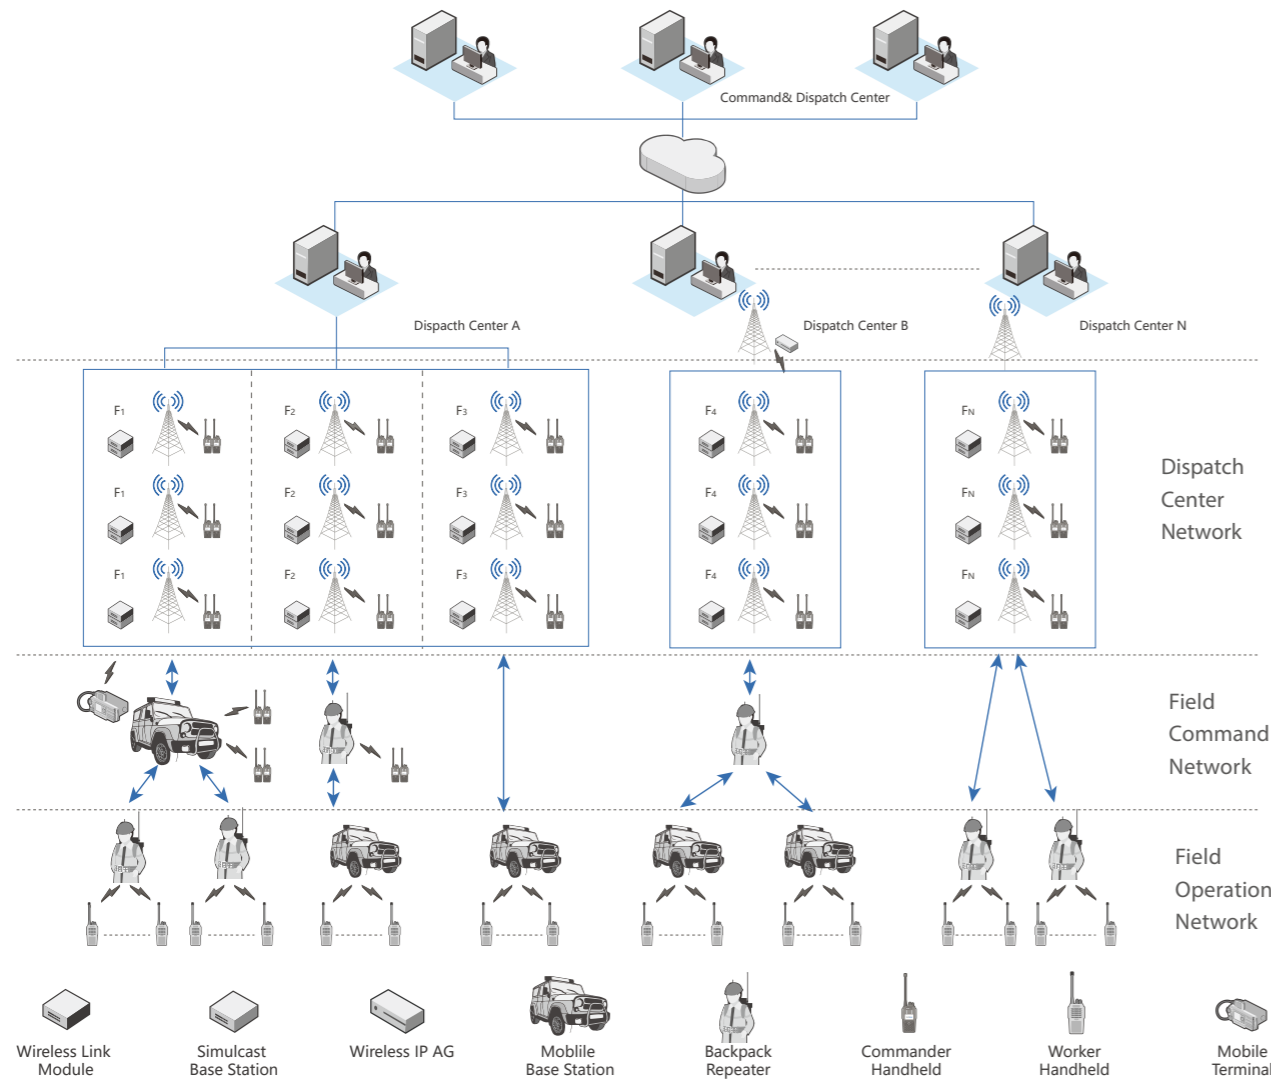 Command& Dispatch Center
Dispacth Center A
Dispatch Center B
Dispatch Center N
F1
F2
F3
F4
FN
F1
F2
F3
F4
FN
F1
F2
F3
F4
FN
Dispatch
Center
Network
Field
Command
Network
Field
Operation
Network
Wireless Link
Module
Simulcast
Base Station
Wireless IP AG
Moblile
Base Station
Backpack
Repeater
Commander
Handheld
Worker
Handheld
Mobile
Terminal